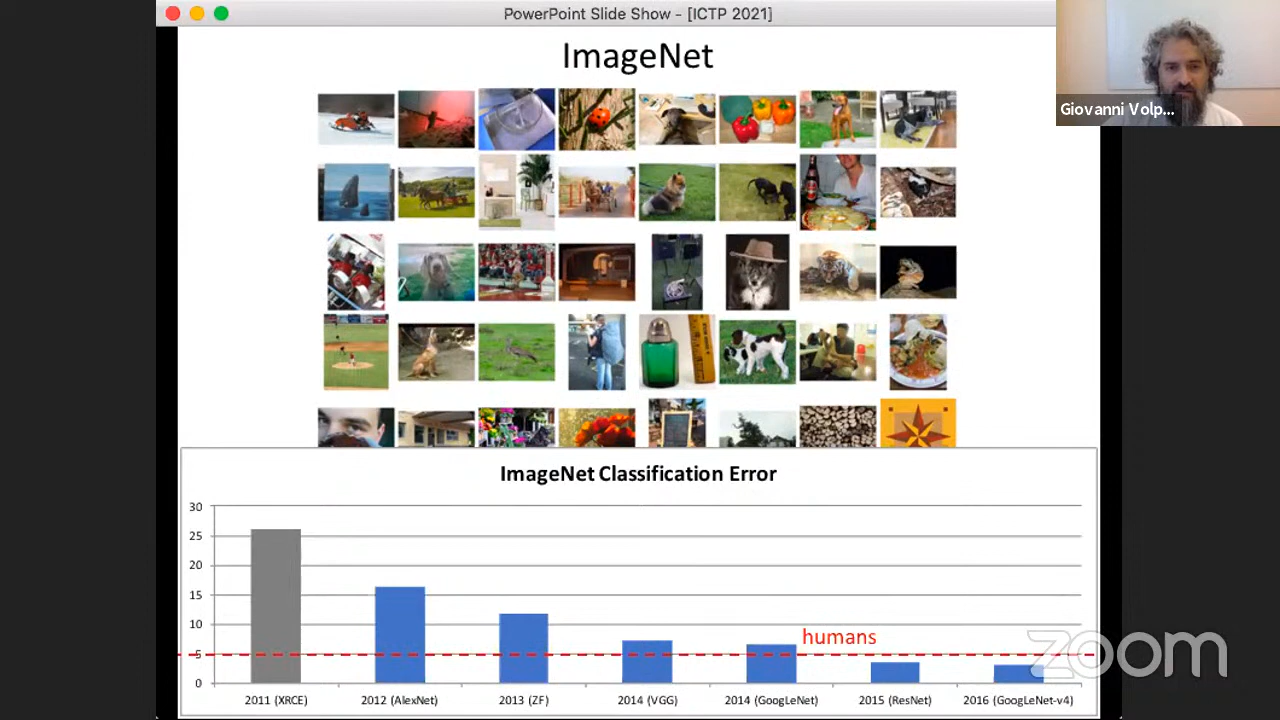 PowerPoint Slide Show - [ICTP 2021]
ImageNet
Giovanni Volp...
ImageNet Classification Error
30
25
20
15
10
5
0
humans
2011 (XRCE)
2012 (AlexNet)
2013 (ZF)
2014 (VGG)
2014 (GoogLeNet)
2015 (ResNet)
2016 (GoogLeNet-v4)
zoom